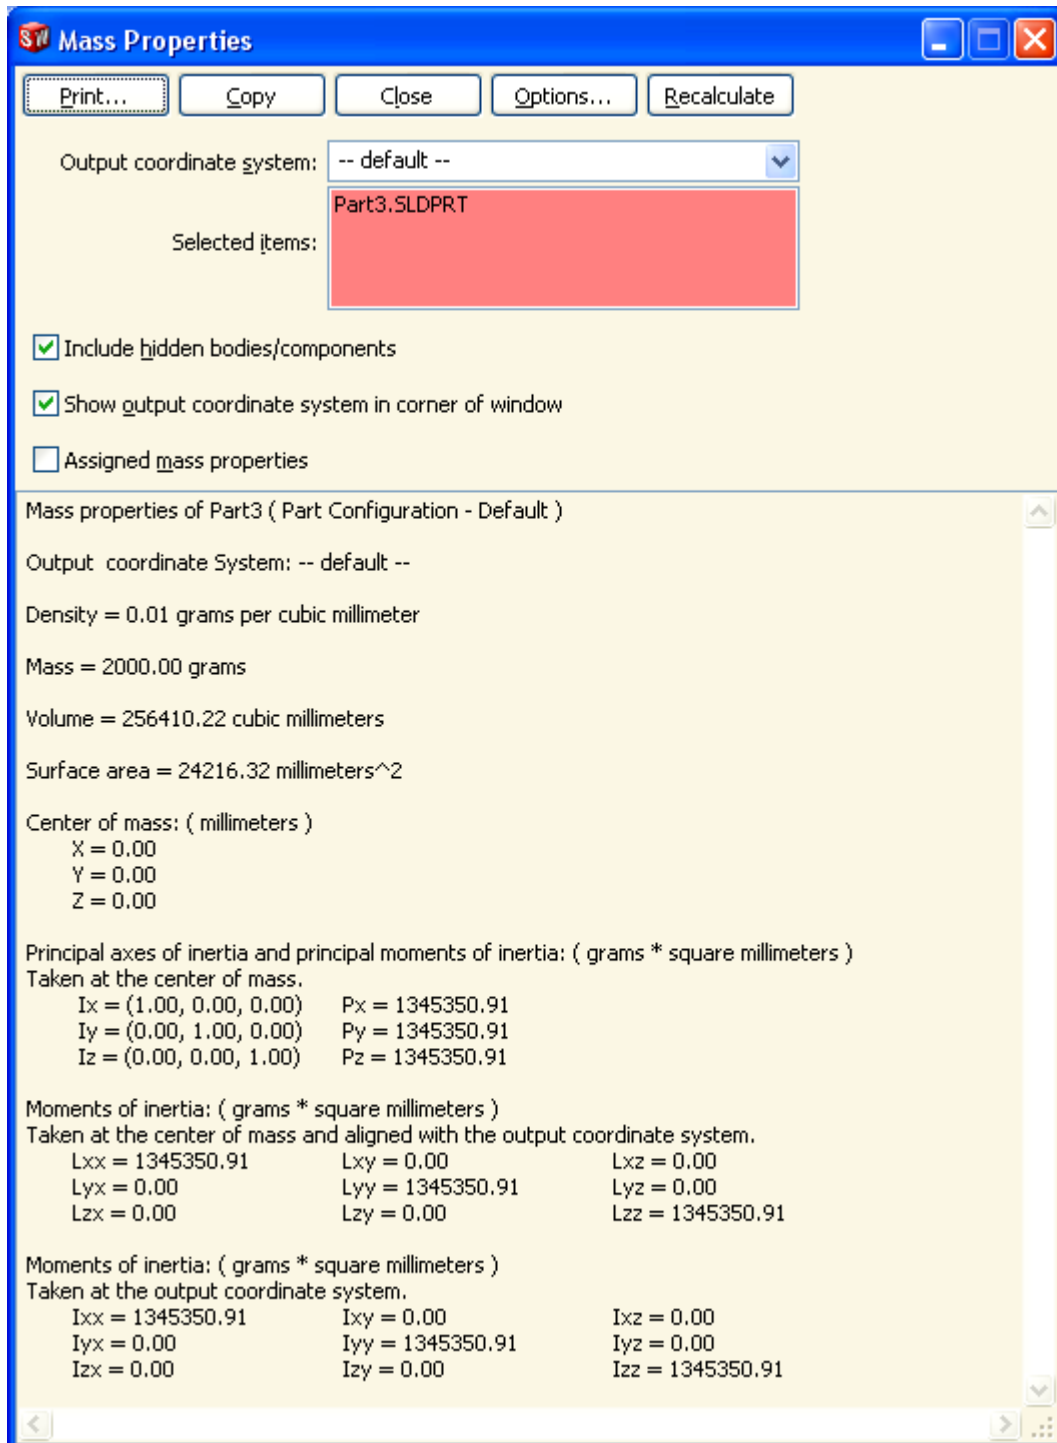 SW Mass Properties
Print... Copy Close Options... Recalculate
Output coordinate system: -- default --
Selected items: Part3.SLDPRT
Include hidden bodies/components
Show output coordinate system in corner of window
Assigned mass properties
Mass properties of Part3 ( Part Configuration - Default )
Output  coordinate System: -- default --
Density = 0.01 grams per cubic millimeter
Mass = 2000.00 grams
Volume = 256410.22 cubic millimeters
Surface area = 24216.32 millimeters^2
Center of mass: ( millimeters )
X = 0.00
Y = 0.00
Z = 0.00
Principal axes of inertia and principal moments of inertia: ( grams * square millimeters )
Taken at the center of mass.
Ix = (1.00, 0.00, 0.00) Px = 1345350.91
Iy = (0.00, 1.00, 0.00) Py = 1345350.91
Iz = (0.00, 0.00, 1.00) Pz = 1345350.91
Moments of inertia: ( grams * square millimeters )
Taken at the center of mass and aligned with the output coordinate system.
Lxx = 1345350.91 Lxy = 0.00 Lxz = 0.00
Lyx = 0.00 Lyy = 1345350.91 Lyz = 0.00
Lzx = 0.00 Lzy = 0.00 Lzz = 1345350.91
Moments of inertia: ( grams * square millimeters )
Taken at the output coordinate system.
Ixx = 1345350.91 Ixy = 0.00 Ixz = 0.00
Iyx = 0.00 Iyy = 1345350.91 Iyz = 0.00
Izx = 0.00 Izy = 0.00 Izz = 1345350.91